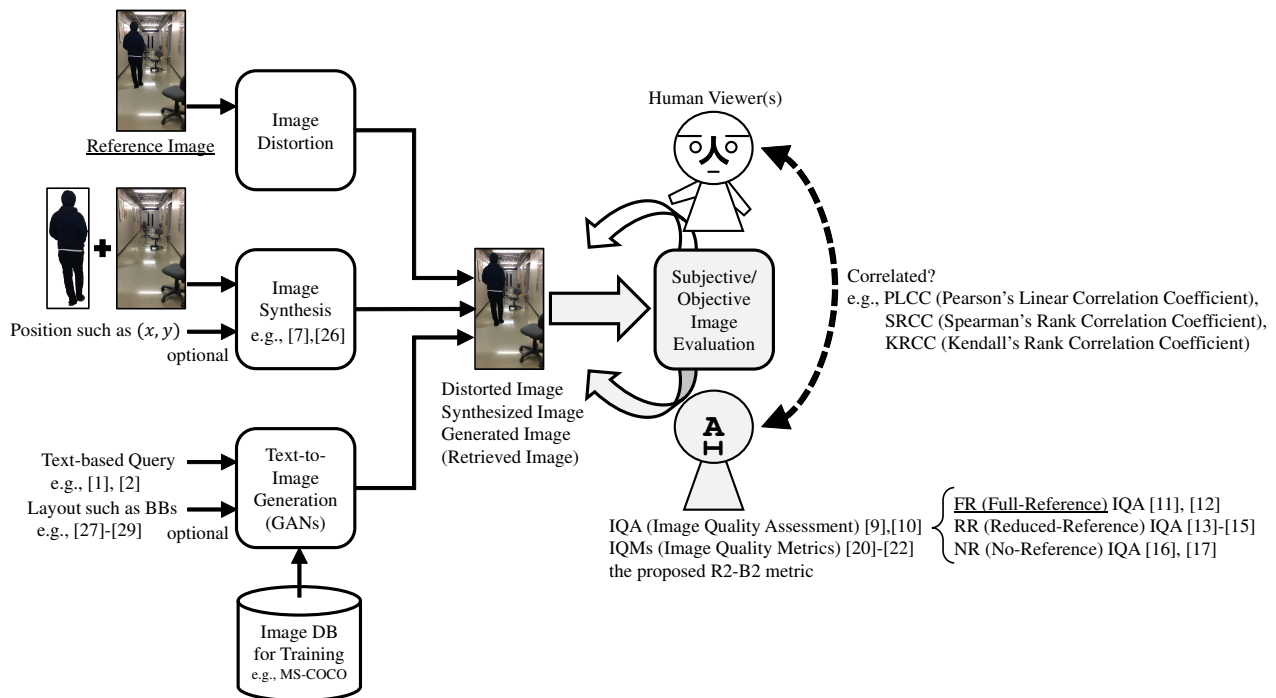 Reference Image
Image
Distortion
Position such as (x, y)
optional
Image
Synthesis
e.g., [7],[26]
Text-based Query
e.g., [1], [2]
Layout such as BBs
e.g., [27]-[29]
optional
Text-to-
Image
Generation
(GANs)
Image DB
for Training
e.g., MS-COCO
Distorted Image
Synthesized Image
Generated Image
(Retrieved Image)
Human Viewer(s)
人
Subjective/
Objective
Image
Evaluation
A
H
Correlated?
e.g., PLCC (Pearson's Linear Correlation Coefficient),
SRCC (Spearman's Rank Correlation Coefficient),
KRCC (Kendall's Rank Correlation Coefficient)
IQA (Image Quality Assessment) [9],[10]
IQMs (Image Quality Metrics) [20]-[22]
the proposed R2-B2 metric
FR (Full-Reference) IQA [11], [12]
RR (Reduced-Reference) IQA [13]-[15]
NR (No-Reference) IQA [16], [17]